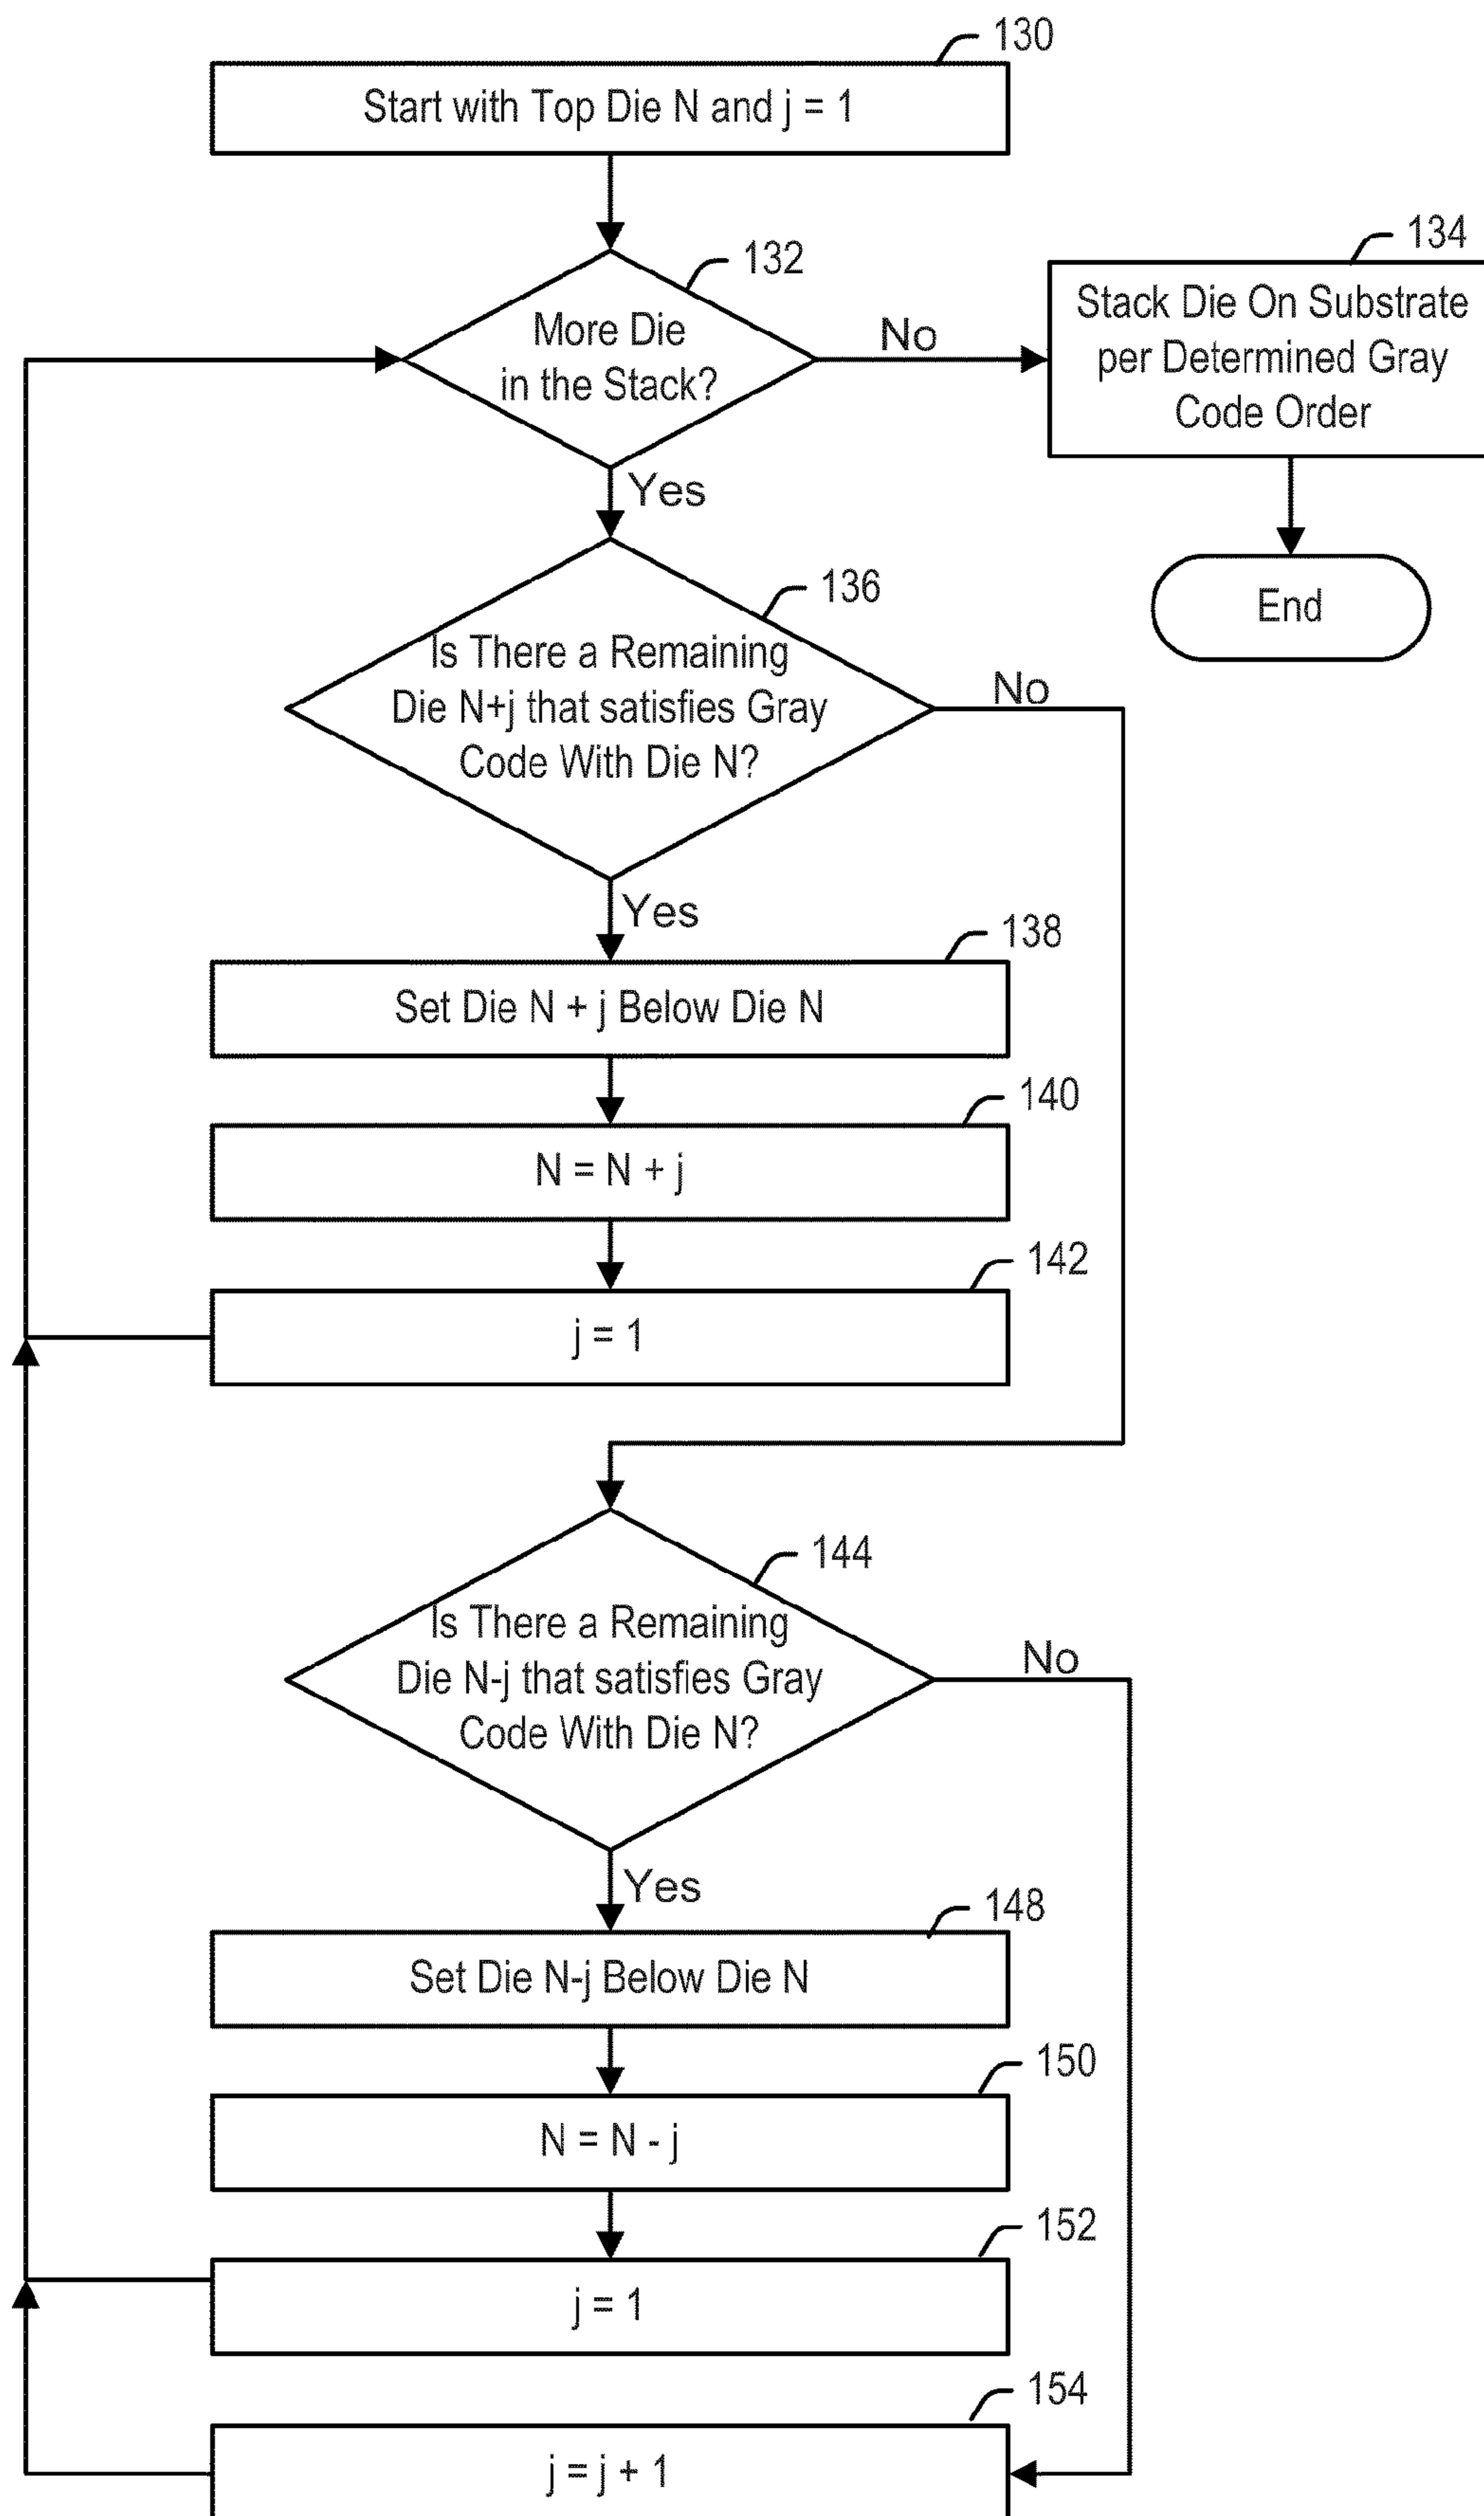 130
Start with Top Die N and j = 1
132
More Die
in the Stack?
No
134
Stack Die On Substrate
per Determined Gray
Code Order
Yes
End
136
Is There a Remaining
Die N+j that satisfies Gray
Code With Die N?
No
Yes
138
Set Die N + j Below Die N
140
N = N + j
142
j = 1
144
Is There a Remaining
Die N-j that satisfies Gray
Code With Die N?
No
Yes
148
Set Die N-j Below Die N
150
N = N - j
152
j = 1
154
j = j + 1